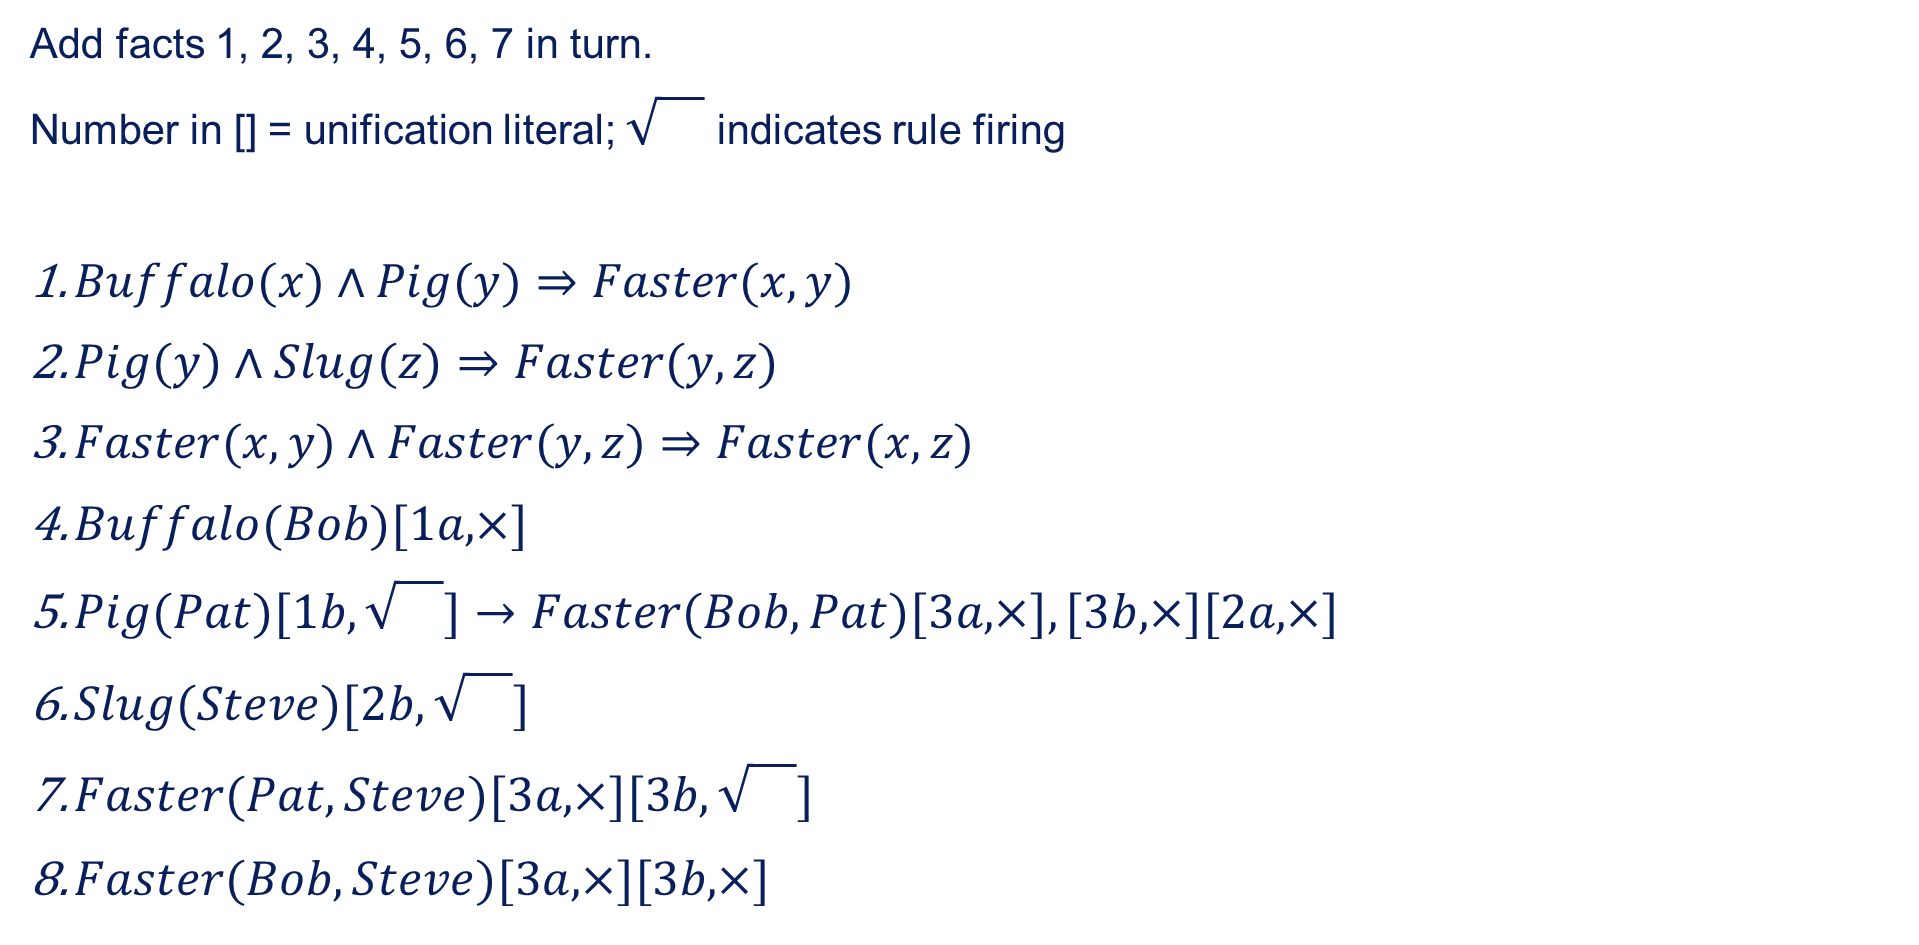 Add facts 1, 2, 3, 4, 5, 6, 7 in turn.
Number in [] = unification literal; √ indicates rule firing
1.Buffalo(x) ∧ Pig(y) ⇒ Faster(x, y)
2.Pig(y) ∧ Slug(z) ⇒ Faster(y, z)
3.Faster(x, y) ∧ Faster(y, z) ⇒ Faster(x, z)
4.Buffalo(Bob)[1a,×]
5.Pig(Pat)[1b,√ ] → Faster(Bob, Pat)[3a,×], [3b,×][2a,×]
6.Slug(Steve)[2b,√ ]
7.Faster(Pat, Steve)[3a,×][3b,√ ]
8.Faster(Bob, Steve)[3a,×][3b,×]